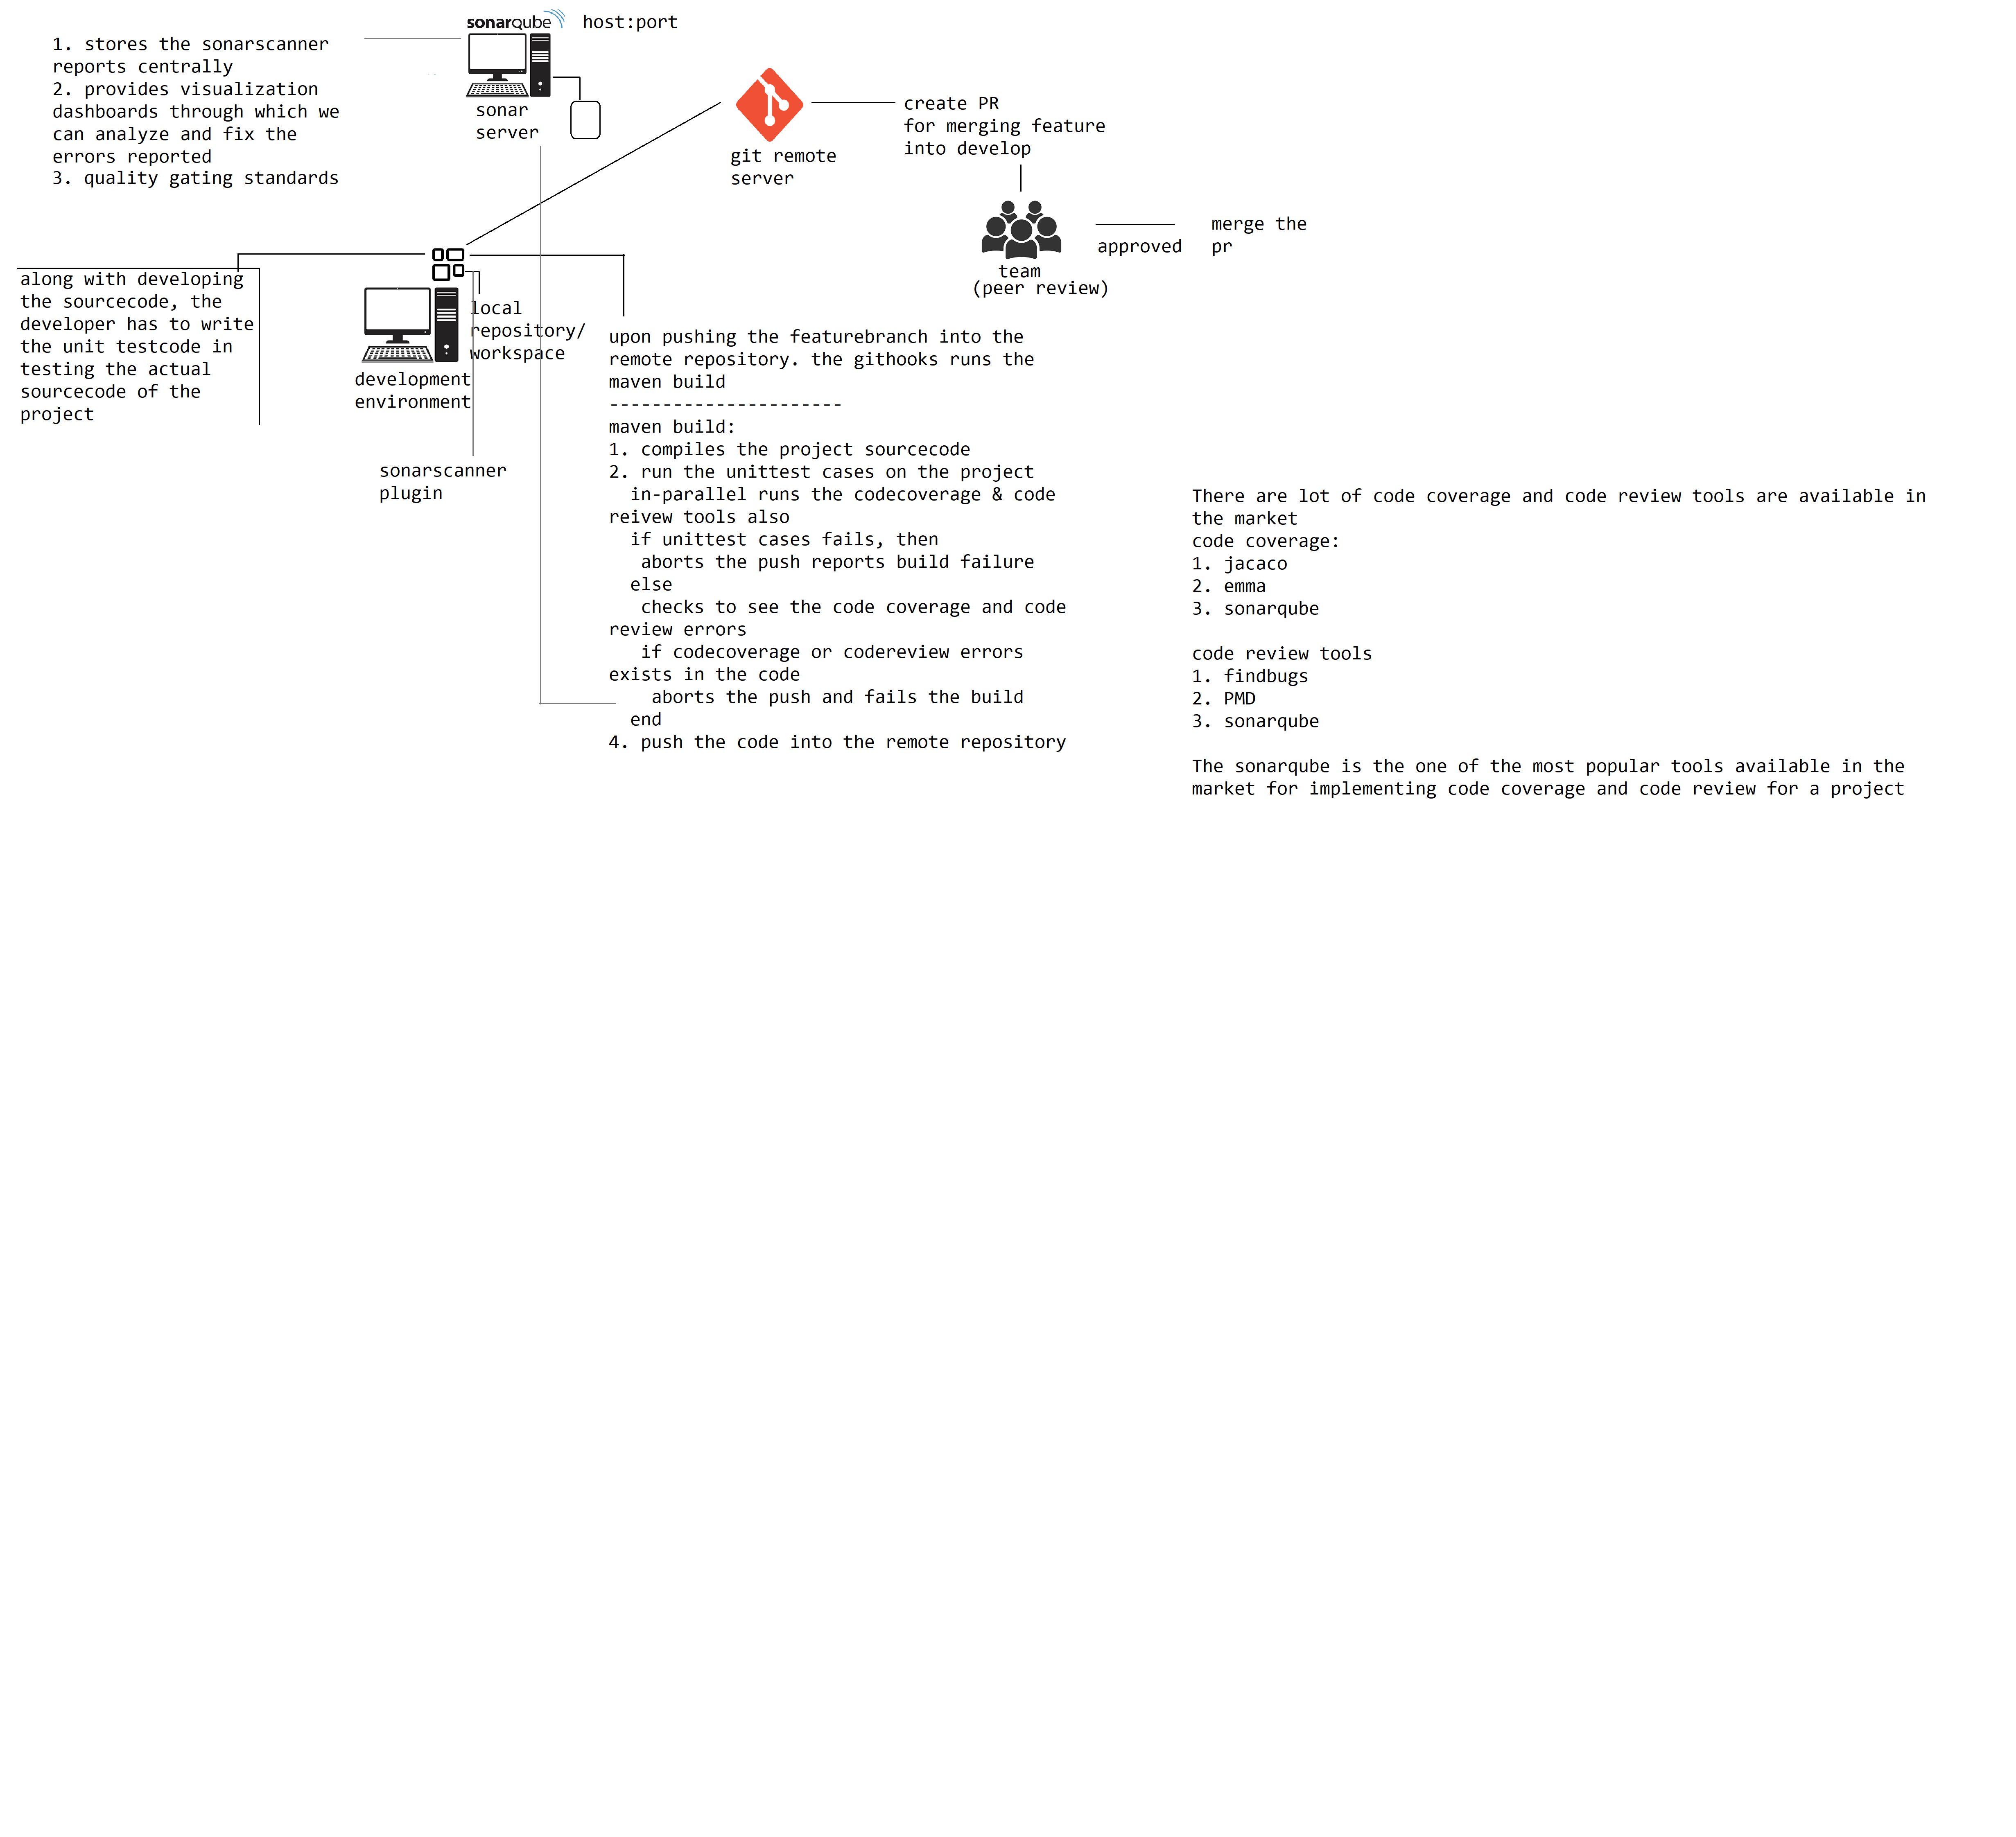 sonarqube host:port
1. stores the sonarscanner
reports centrally
2. provides visualization
dashboards through which we
can analyze and fix the
errors reported
3. quality gating standards
sonar
server
git remote
server
create PR
for merging feature
into develop
team
(peer review)
approved
merge the
pr
along with developing
the sourcecode, the
developer has to write
the unit testcode in
testing the actual
sourcecode of the
project
local
repository/
workspace
development
environment
sonarscanner
plugin
upon pushing the featurebranch into the
remote repository. the githooks runs the
maven build
----------------------
maven build:
1. compiles the project sourcecode
2. run the unittest cases on the project
in-parallel runs the codecoverage & code
reivew tools also
if unittest cases fails, then
aborts the push reports build failure
else
checks to see the code coverage and code
review errors
if codecoverage or codereview errors
exists in the code
aborts the push and fails the build
end
4. push the code into the remote repository
There are lot of code coverage and code review tools are available in
the market
code coverage:
1. jacaco
2. emma
3. sonarqube
code review tools
1. findbugs
2. PMD
3. sonarqube
The sonarqube is the one of the most popular tools available in the
market for implementing code coverage and code review for a project